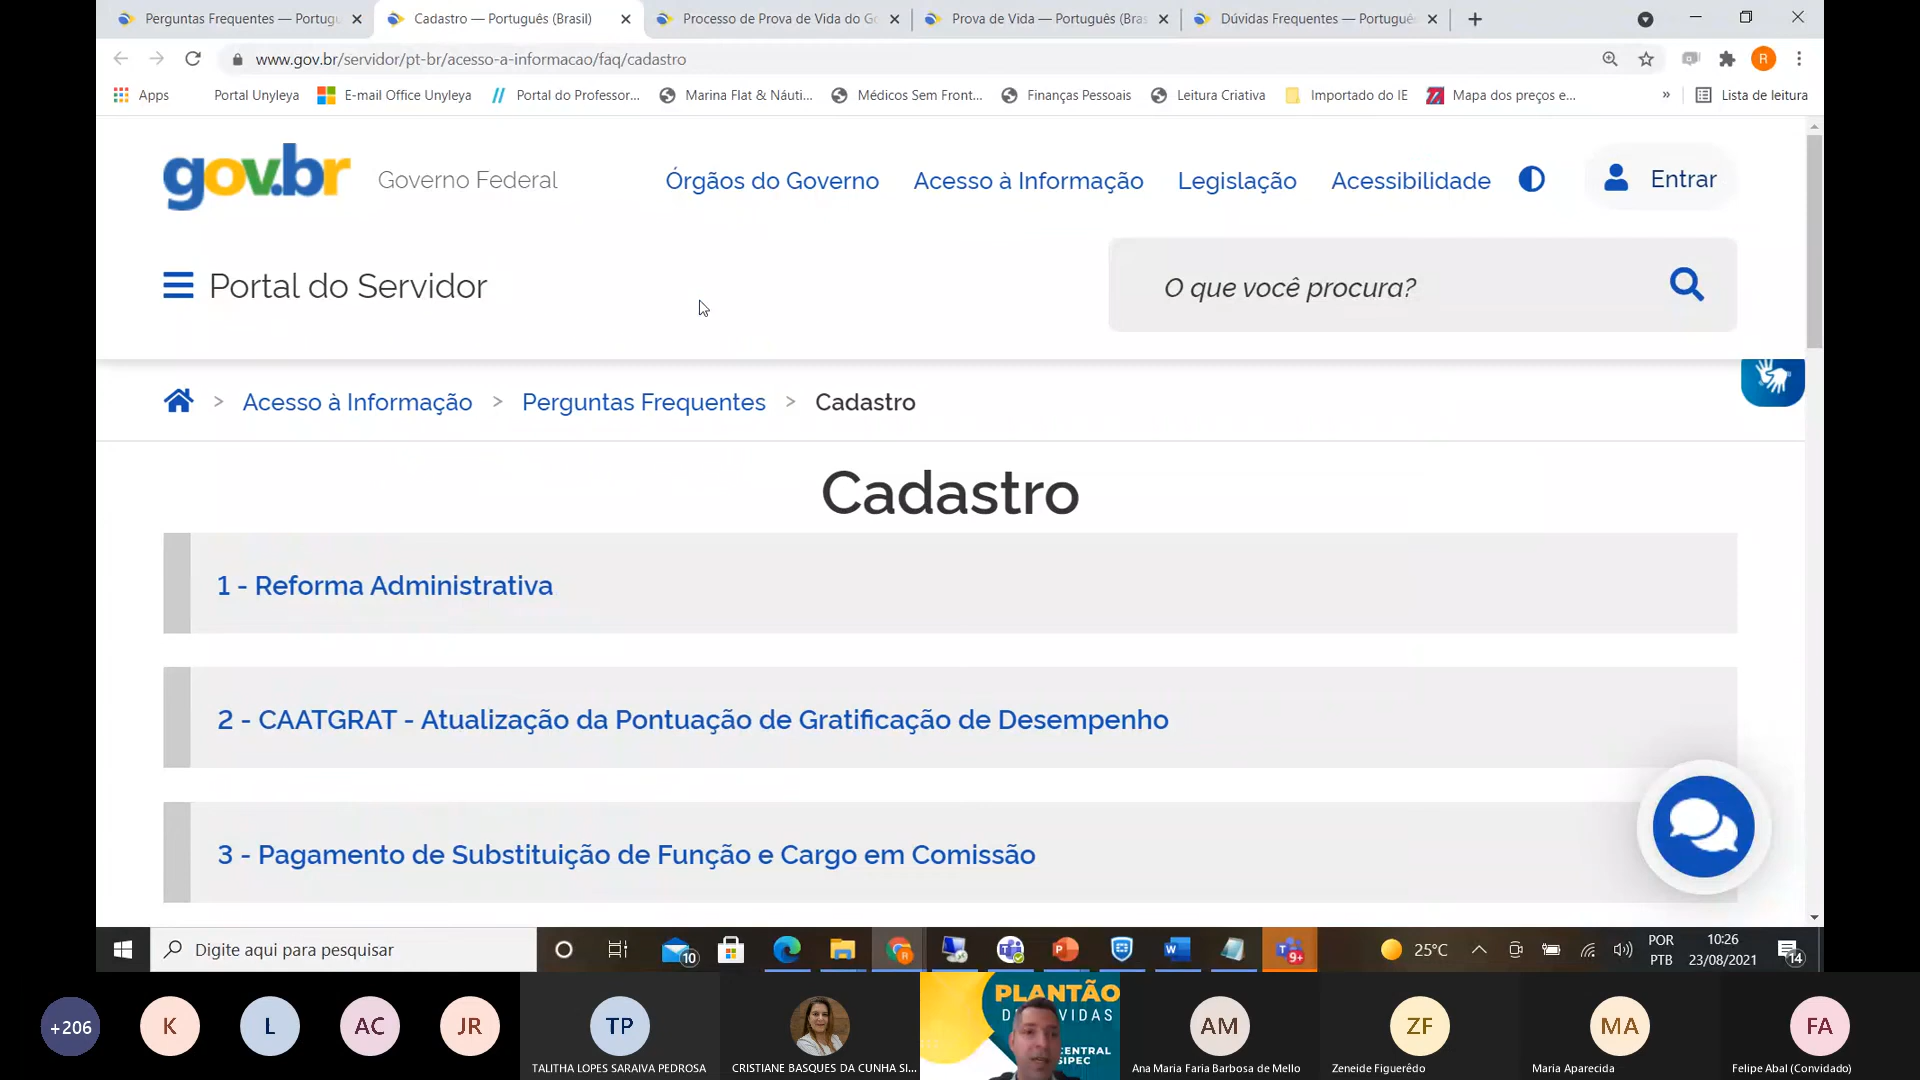 Perguntas Frequentes — Portugu
Cadastro — Português (Brasil)
Processo de Prova de Vida do Go
Prova de Vida — Português (Bras
Dúvidas Frequentes — Português
www.gov.br/servidor/pt-br/acesso-a-informacao/faq/cadastro
R
Apps
Portal Unyleya
E-mail Office Unyleya
Portal do Professor...
Marina Flat & Náuti...
Médicos Sem Front...
Finanças Pessoais
Leitura Criativa
Importado do IE
Mapa dos preços e...
»
Lista de leitura
gov.br
Governo Federal
Órgãos do Governo
Acesso à Informação
Legislação
Acessibilidade
Entrar
Portal do Servidor
O que você procura?
> Acesso à Informação > Perguntas Frequentes > Cadastro
Cadastro
1 - Reforma Administrativa
2 - CAATGRAT - Atualização da Pontuação de Gratificação de Desempenho
3 - Pagamento de Substituição de Função e Cargo em Comissão
Digite aqui para pesquisar
10
R
9+
25°C
POR
PTB
10:26
23/08/2021
14
+206
K
L
AC
JR
TP
TALITHA LOPES SARAIVA PEDROSA
CRISTIANE BASQUES DA CUNHA SI...
PLANTÃO
CENTRAL
SIPEC
AM
Ana Maria Faria Barbosa de Mello
ZF
Zeneide Figuerêdo
MA
Maria Aparecida
FA
Felipe Abal (Convidado)